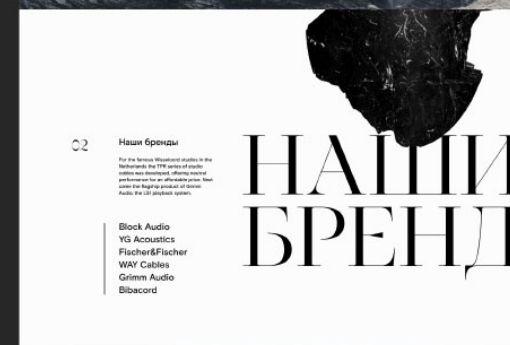 02
Наши бренды
For the famous Wisseloord studios in the
Netherlands the TPR series of studio
cables was developed, offering neutral
performance for an affordable price. Next
came the flagship product of Grimm
Audio, the LS1 playback system.
Block Audio
YG Acoustics
Fischer&Fischer
WAY Cables
Grimm Audio
Bibacord
НАШИ
БРЕНД